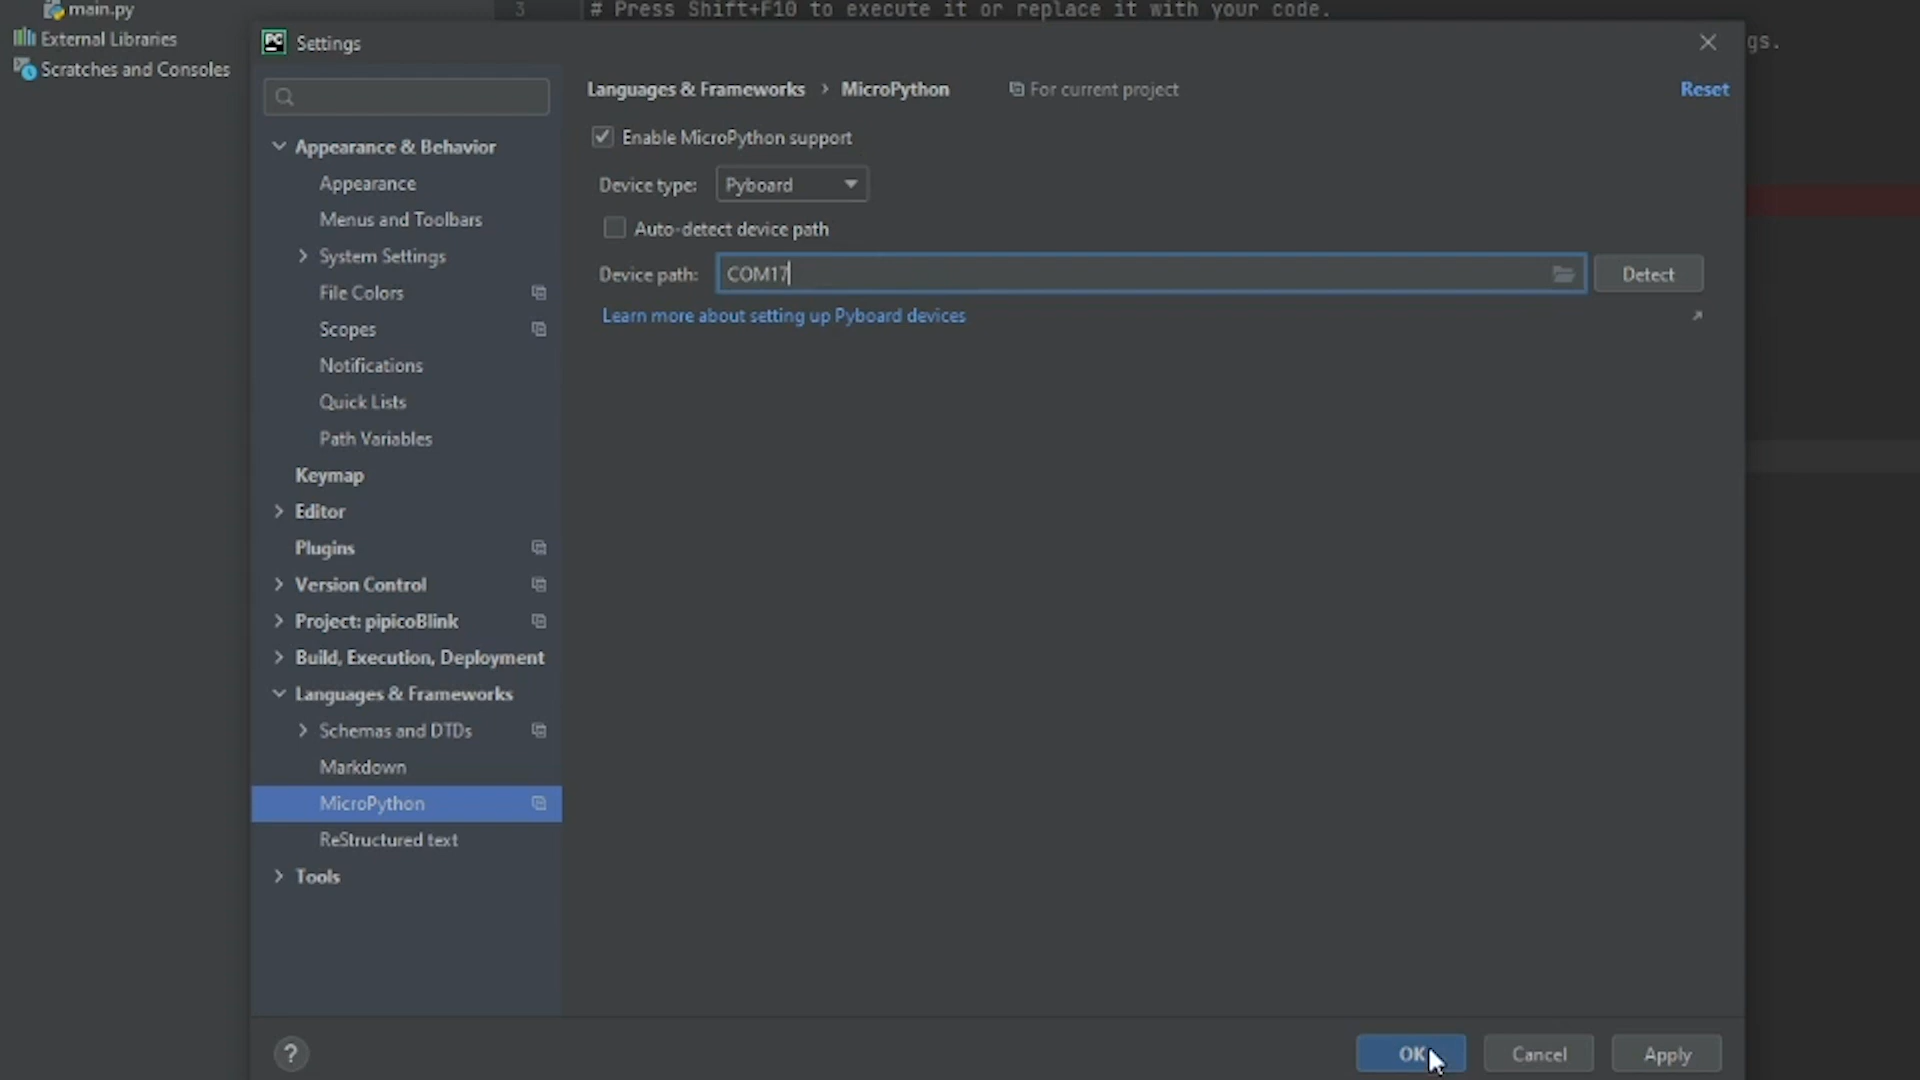 main.py
3 # Press Shift+F10 to execute it or replace it with your code.
External Libraries
gs.
Scratches and Consoles
PC Settings
Languages & Frameworks › MicroPython For current project Reset
Enable MicroPython support
Appearance & Behavior
Device type: Pyboard
Appearance
Menus and Toolbars
Auto-detect device path
System Settings
Device path: COM17 Detect
File Colors
Learn more about setting up Pyboard devices
Scopes
Notifications
Quick Lists
Path Variables
Keymap
Editor
Plugins
Version Control
Project: pipicoBlink
Build, Execution, Deployment
Languages & Frameworks
Schemas and DTDs
Markdown
MicroPython
ReStructured text
Tools
? OK Cancel Apply